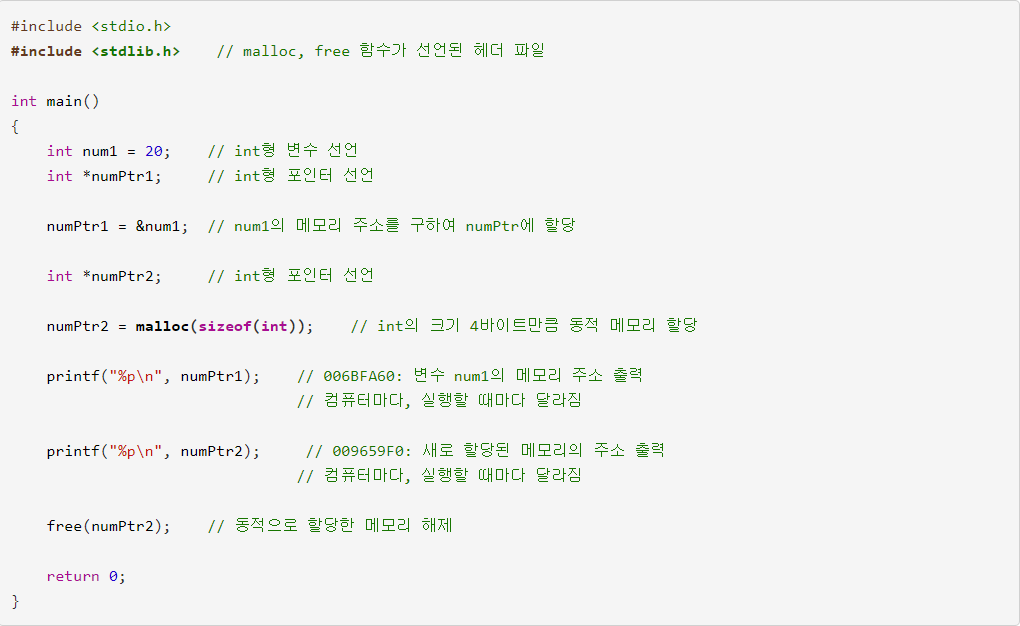 #include <stdio.h>
#include <stdlib.h>    // malloc, free 함수가 선언된 헤더 파일
int main()
{
    int num1 = 20;    // int형 변수 선언
    int *numPtr1;     // int형 포인터 선언
    numPtr1 = &num1;  // num1의 메모리 주소를 구하여 numPtr에 할당
    int *numPtr2;     // int형 포인터 선언
    numPtr2 = malloc(sizeof(int));    // int의 크기 4바이트만큼 동적 메모리 할당
    printf("%p\n", numPtr1);    // 006BFA60: 변수 num1의 메모리 주소 출력
                                // 컴퓨터마다, 실행할 때마다 달라짐
    printf("%p\n", numPtr2);     // 009659F0: 새로 할당된 메모리의 주소 출력
                                // 컴퓨터마다, 실행할 때마다 달라짐
    free(numPtr2);    // 동적으로 할당한 메모리 해제
    return 0;
}